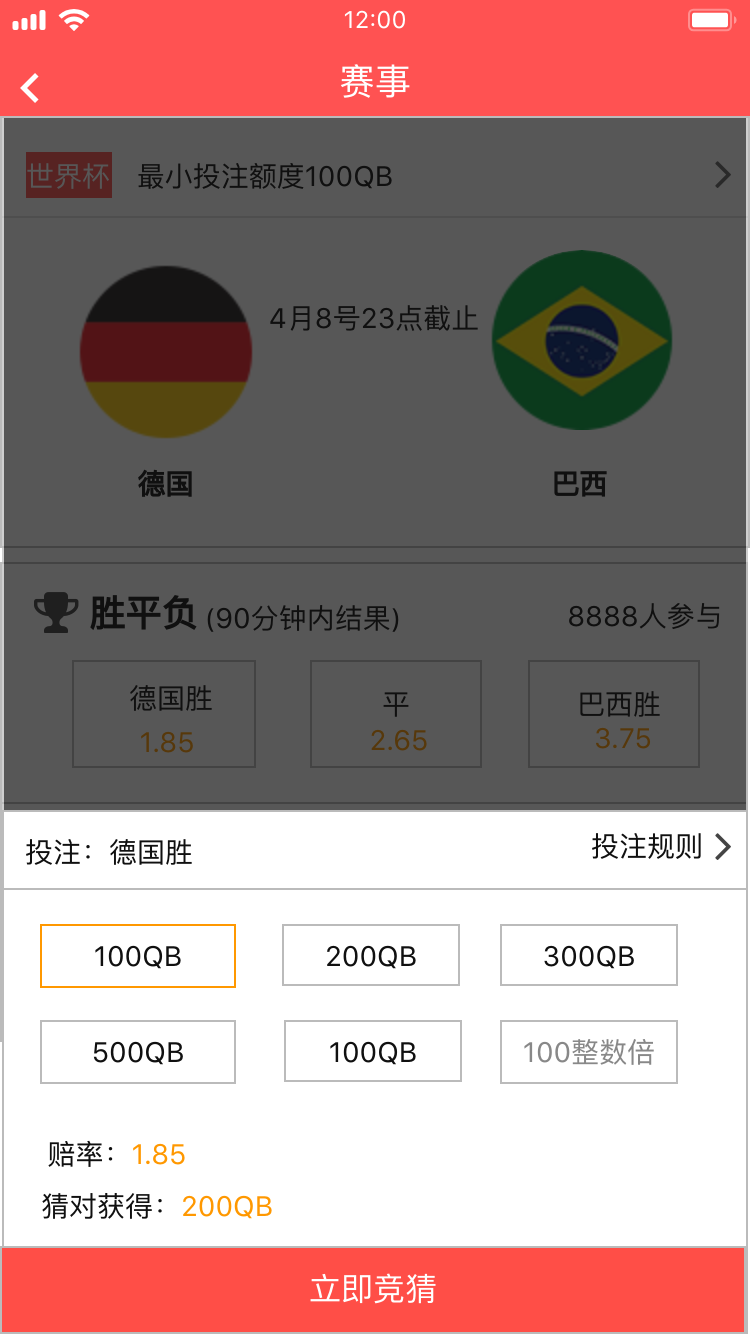 12:00
赛事
世界杯 最小投注额度100QB
4月8号23点截止
德国 巴西
胜平负 (90分钟内结果) 8888人参与
德国胜 平 巴西胜
1.85 2.65 3.75
投注：德国胜 投注规则
100QB 200QB 300QB
500QB 100QB 100整数倍
赔率：1.85
猜对获得：200QB
立即竞猜